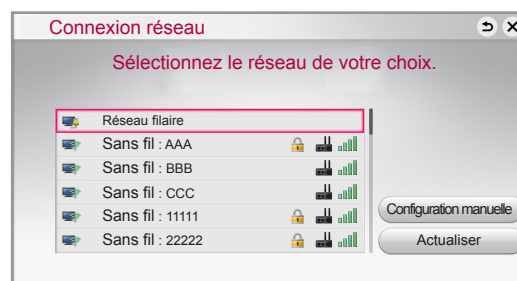 Connexion réseau
Sélectionnez le réseau de votre choix.
Réseau filaire
Sans fil : AAA
Sans fil : BBB
Sans fil : CCC
Sans fil : 11111
Sans fil : 22222
Configuration manuelle
Actualiser